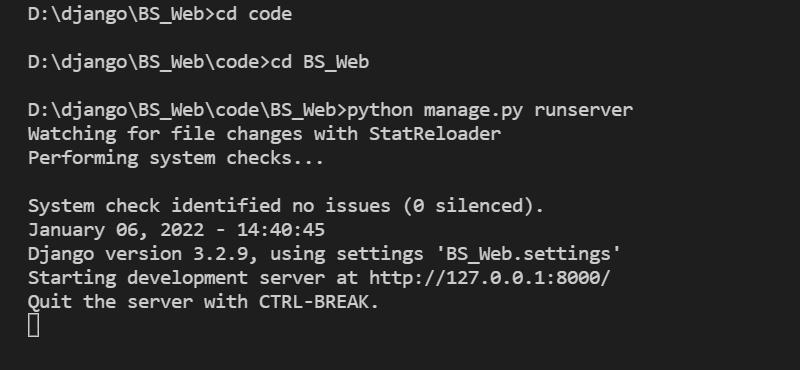 D:\django\BS_Web>cd code
D:\django\BS_Web\code>cd BS_Web
D:\django\BS_Web\code\BS_Web>python manage.py runserver
Watching for file changes with StatReloader
Performing system checks...
System check identified no issues (0 silenced).
January 06, 2022 - 14:40:45
Django version 3.2.9, using settings 'BS_Web.settings'
Starting development server at http://127.0.0.1:8000/
Quit the server with CTRL-BREAK.